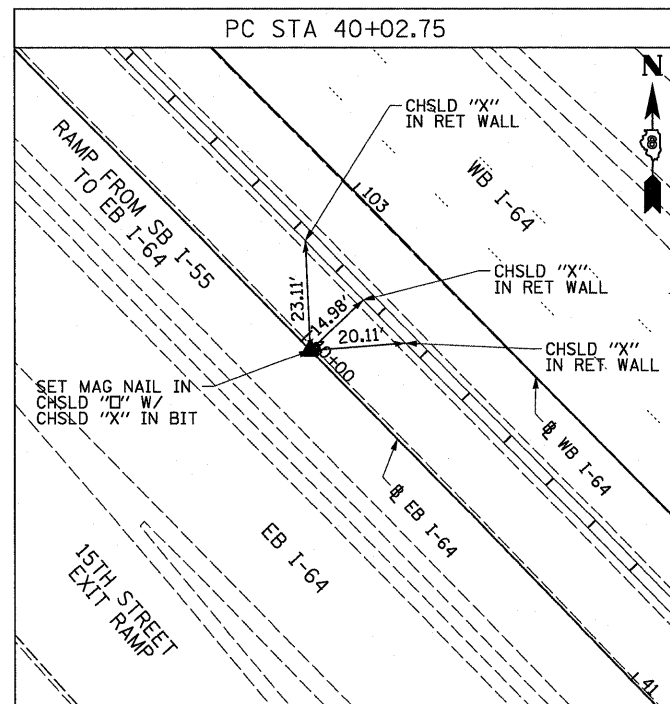 PC STA 40+02.75
N
CHSLD "X"
IN RET WALL
RAMP FROM SB I-55
TO EB I-64
WB I-64
103
CHSLD "X"
IN RET WALL
23.11'
14.98'
20.11'
CHSLD "X"
IN RET WALL
40+00
SET MAG NAIL IN
CHSLD "□" W/
CHSLD "X" IN BIT
℄ WB I-64
℄ EB I-64
EB I-64
15TH STREET
EXIT RAMP
41